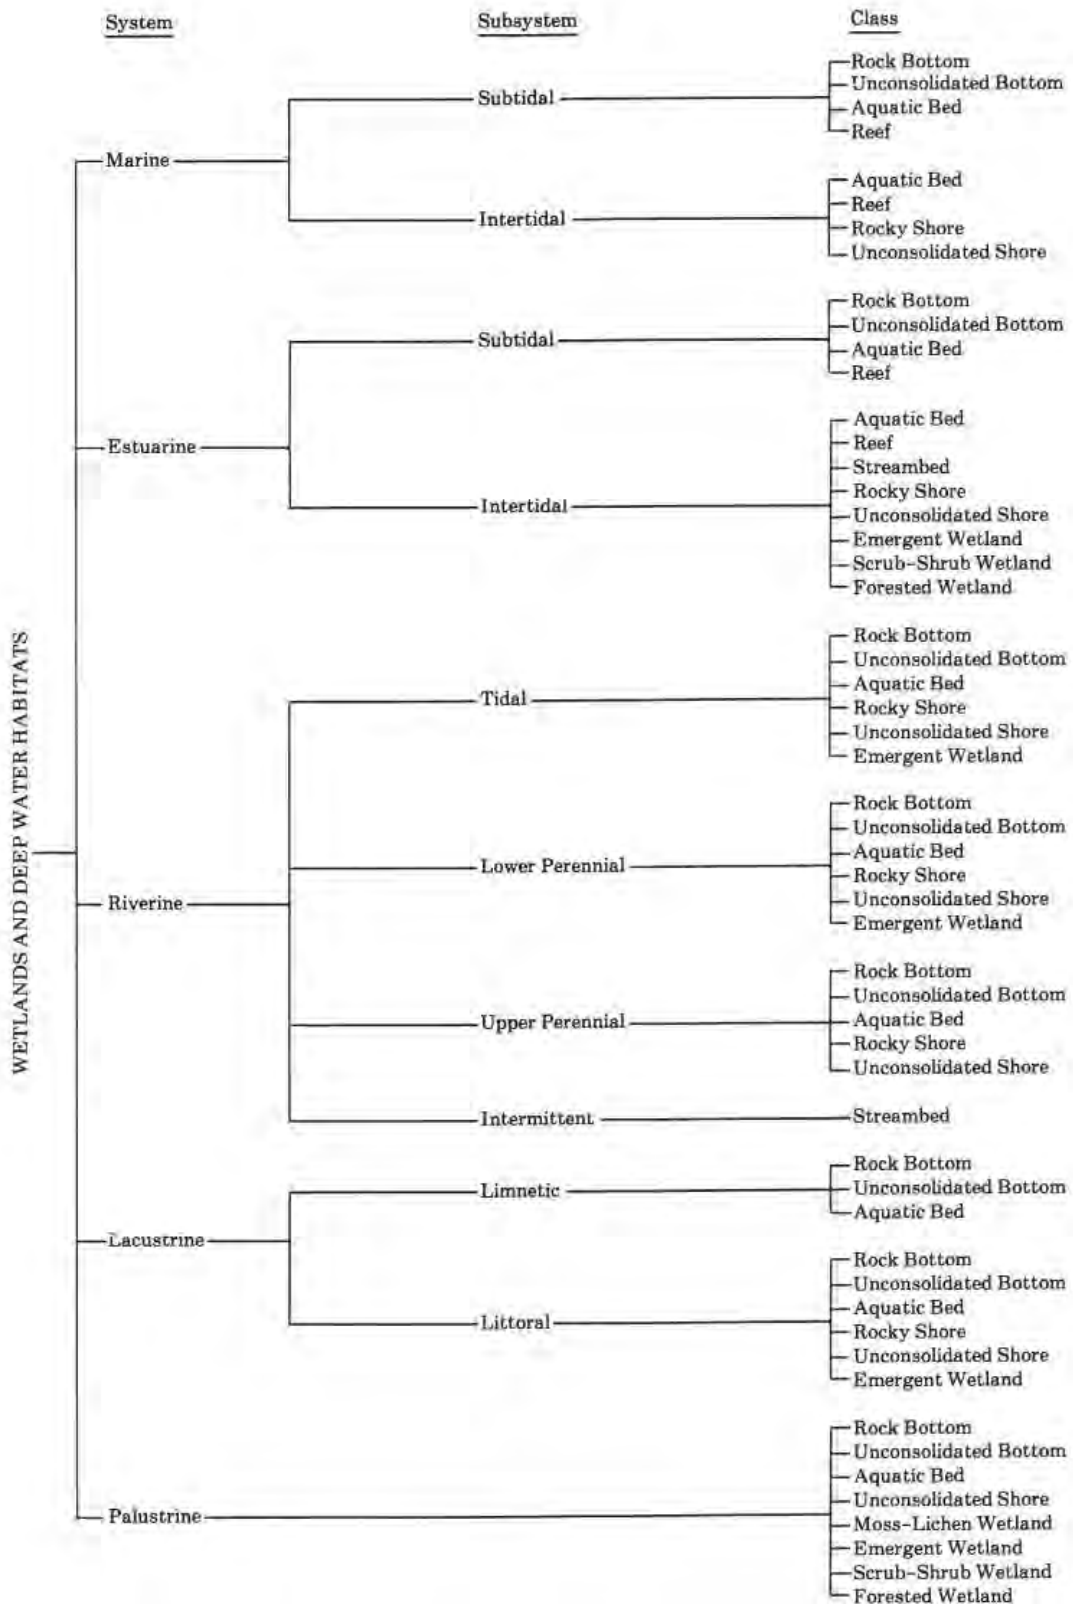 System
Subsystem
Class
WETLANDS AND DEEP WATER HABITATS
Marine
Subtidal
Rock Bottom
Unconsolidated Bottom
Aquatic Bed
Reef
Intertidal
Aquatic Bed
Reef
Rocky Shore
Unconsolidated Shore
Estuarine
Subtidal
Rock Bottom
Unconsolidated Bottom
Aquatic Bed
Reef
Intertidal
Aquatic Bed
Reef
Streambed
Rocky Shore
Unconsolidated Shore
Emergent Wetland
Scrub-Shrub Wetland
Forested Wetland
Riverine
Tidal
Rock Bottom
Unconsolidated Bottom
Aquatic Bed
Rocky Shore
Unconsolidated Shore
Emergent Wetland
Lower Perennial
Rock Bottom
Unconsolidated Bottom
Aquatic Bed
Rocky Shore
Unconsolidated Shore
Emergent Wetland
Upper Perennial
Rock Bottom
Unconsolidated Bottom
Aquatic Bed
Rocky Shore
Unconsolidated Shore
Intermittent
Streambed
Lacustrine
Limnetic
Rock Bottom
Unconsolidated Bottom
Aquatic Bed
Littoral
Rock Bottom
Unconsolidated Bottom
Aquatic Bed
Rocky Shore
Unconsolidated Shore
Emergent Wetland
Palustrine
Rock Bottom
Unconsolidated Bottom
Aquatic Bed
Unconsolidated Shore
Moss-Lichen Wetland
Emergent Wetland
Scrub-Shrub Wetland
Forested Wetland